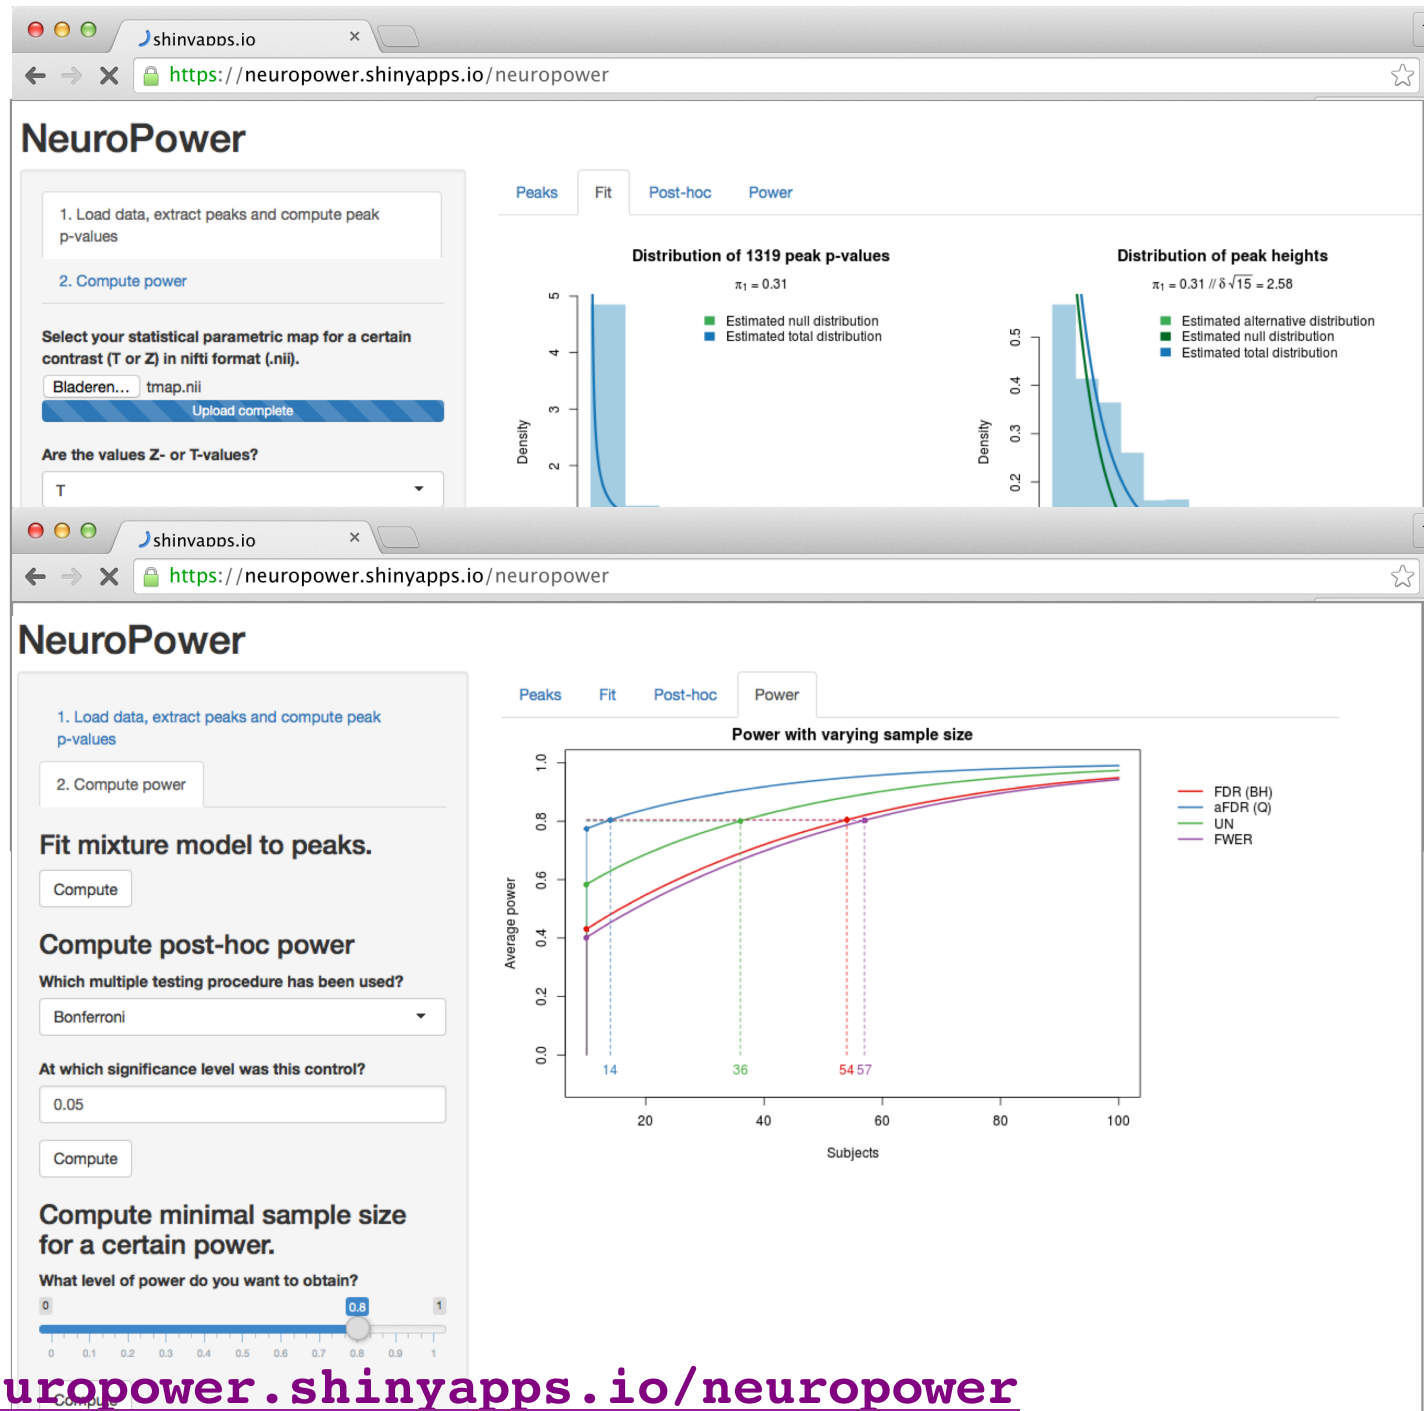 shinyapps.io ×
https://neuropower.shinyapps.io/neuropower
NeuroPower
1. Load data, extract peaks and compute peak
p-values
2. Compute power
Select your statistical parametric map for a certain
contrast (T or Z) in nifti format (.nii).
Bladeren... tmap.nii
Upload complete
Are the values Z- or T-values?
T
Peaks Fit Post-hoc Power
Distribution of 1319 peak p-values
π1 = 0.31
Estimated null distribution
Estimated total distribution
Density
5
4
3
2
Distribution of peak heights
π1 = 0.31 // δ √15 = 2.58
Estimated alternative distribution
Estimated null distribution
Estimated total distribution
Density
0.5
0.4
0.3
0.2
shinyapps.io ×
https://neuropower.shinyapps.io/neuropower
NeuroPower
1. Load data, extract peaks and compute peak
p-values
2. Compute power
Fit mixture model to peaks.
Compute
Compute post-hoc power
Which multiple testing procedure has been used?
Bonferroni
At which significance level was this control?
0.05
Compute
Compute minimal sample size
for a certain power.
What level of power do you want to obtain?
0 0.8 1
0 0.1 0.2 0.3 0.4 0.5 0.6 0.7 0.8 0.9 1
Compute
Peaks Fit Post-hoc Power
Power with varying sample size
Average power
1.0
0.8
0.6
0.4
0.2
0.0
14 36 54 57
20 40 60 80 100
Subjects
FDR (BH)
aFDR (Q)
UN
FWER
uropower.shinyapps.io/neuropower